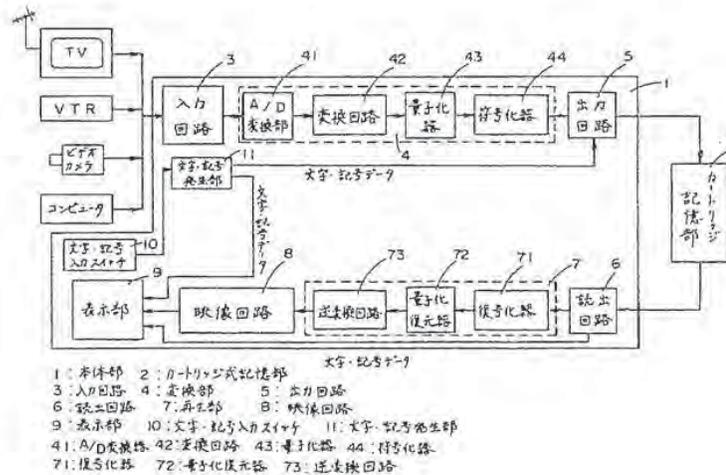 TV
VTR
ビデオ
カメラ
コンピュータ
3
入力
回路
41
A/D
変換部
42
変換回路
43
量子化
器
44
符号化器
4
5
出力
回路
1
文字・記号データ
11
文字・記号
発生部
文字・記号データ
10
文字・記号
入力スイッチ
9
表示部
8
映像回路
73
逆変換回路
72
量子化
復元器
71
復号化器
7
6
読出
回路
カートリッジ
記憶部
文字・記号データ
1:本体部 2:カートリッジ式記憶部
3:入力回路 4:変換部 5:出力回路
6:読出回路 7:再生部 8:映像回路
9:表示部 10:文字・記号入力スイッチ 11:文字・記号発生部
41:A/D変換器 42:変換回路 43:量子化器 44:符号化器
71:復号化器 72:量子化復元器 73:逆変換回路